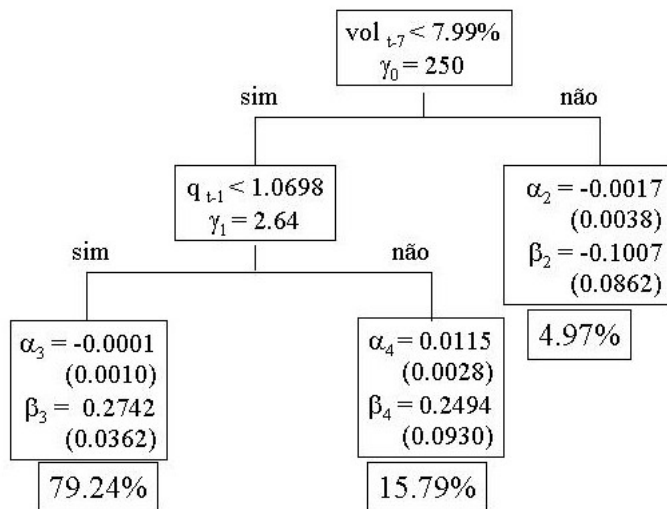 vol t-7 < 7.99%
γ0 = 250
sim
não
q t-1 < 1.0698
γ1 = 2.64
α2 = -0.0017
(0.0038)
β2 = -0.1007
(0.0862)
4.97%
sim
não
α3 = -0.0001
(0.0010)
β3 = 0.2742
(0.0362)
79.24%
α4 = 0.0115
(0.0028)
β4 = 0.2494
(0.0930)
15.79%